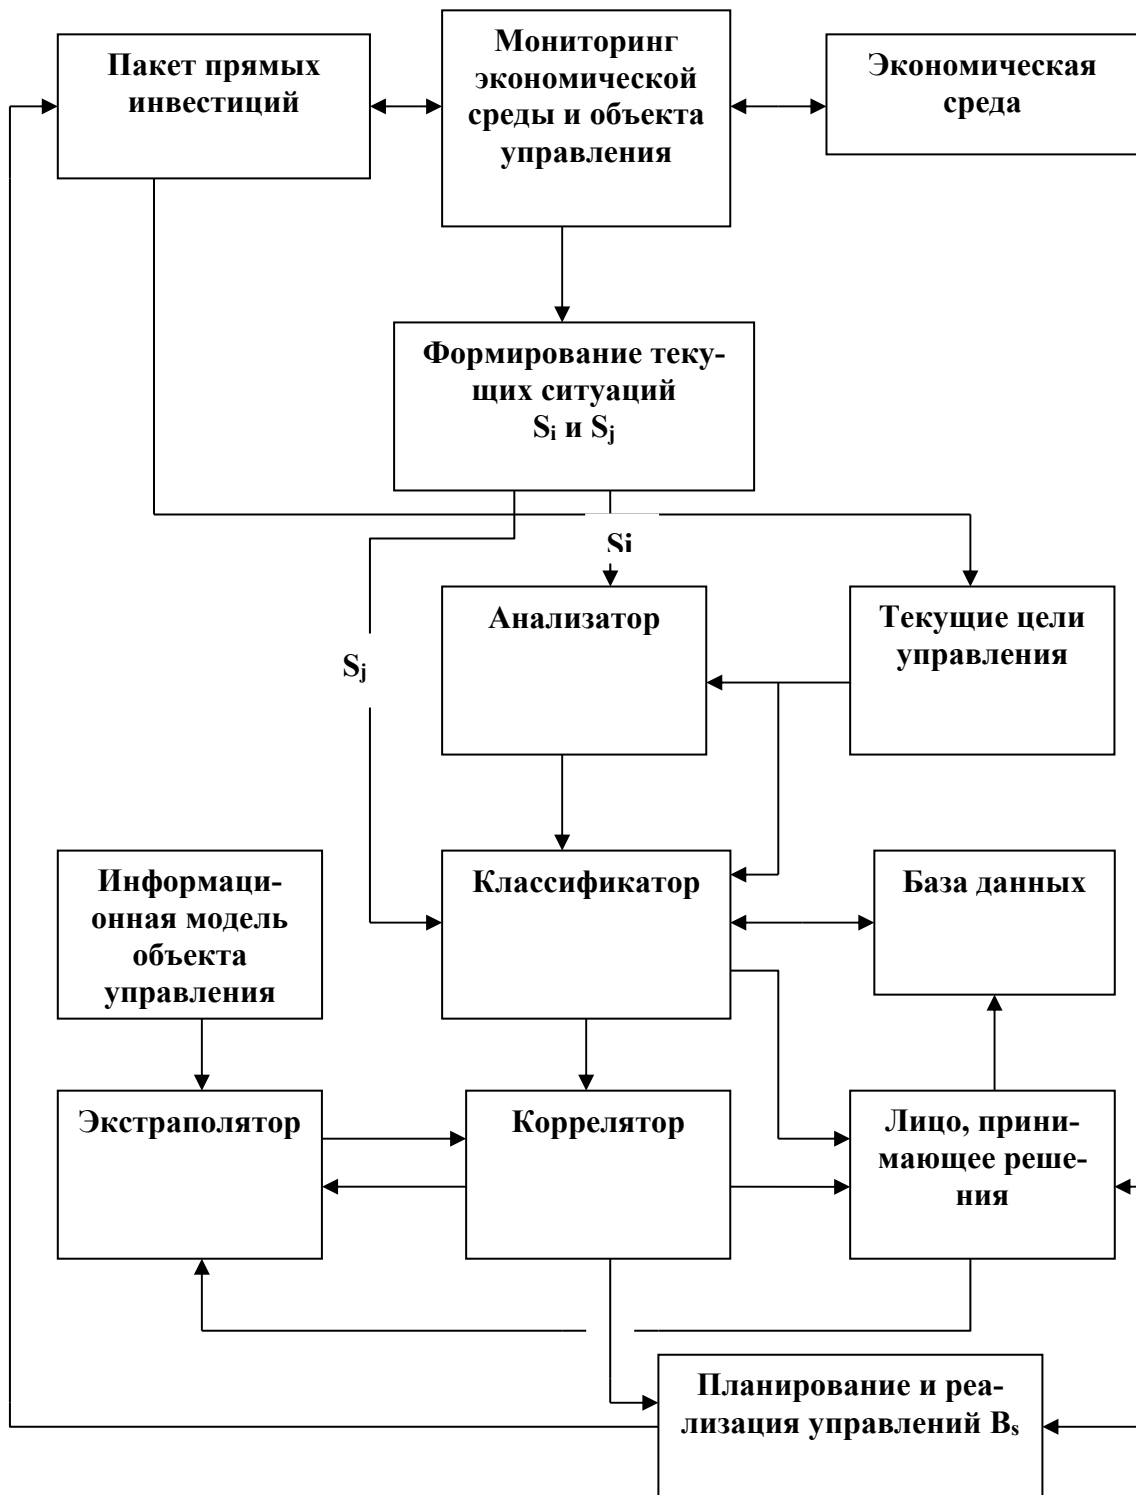 Пакет прямых
инвестиций
Мониторинг
экономической
среды и объекта
управления
Экономическая
среда
Формирование теку-
щих ситуаций
Si и Sj
Si
Sj
Анализатор
Текущие цели
управления
Информаци-
онная модель
объекта
управления
Классификатор
База данных
Экстраполятор
Коррелятор
Лицо, прини-
мающее реше-
ния
Планирование и реа-
лизация управлений Bs